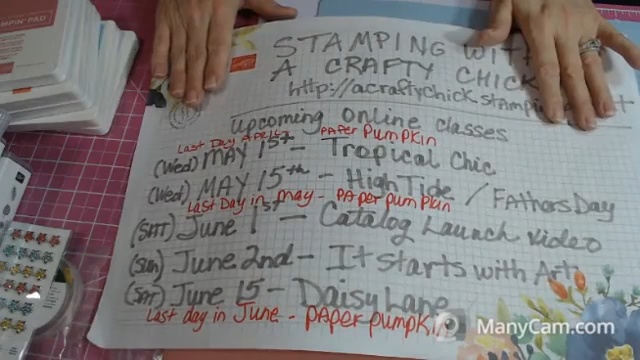 STAMPIN' PAD
STAMPING WITH
A CRAFTY CHICK
http://acraftychick.stampin
upcoming online classes
Last Day April - PAPER PUMPKIN
(Wed) MAY 1st - Tropical Chic
(Wed) MAY 15th - High Tide / Fathers Day
Last Day in May - PAPER PUMPKIN
(SAT) June 1st - Catalog Launch video
(Sun) June 2nd - It starts with Art
(SAT) June 15 - Daisy Lane
Last day in June - PAPER PUMPKIN
ManyCam.com